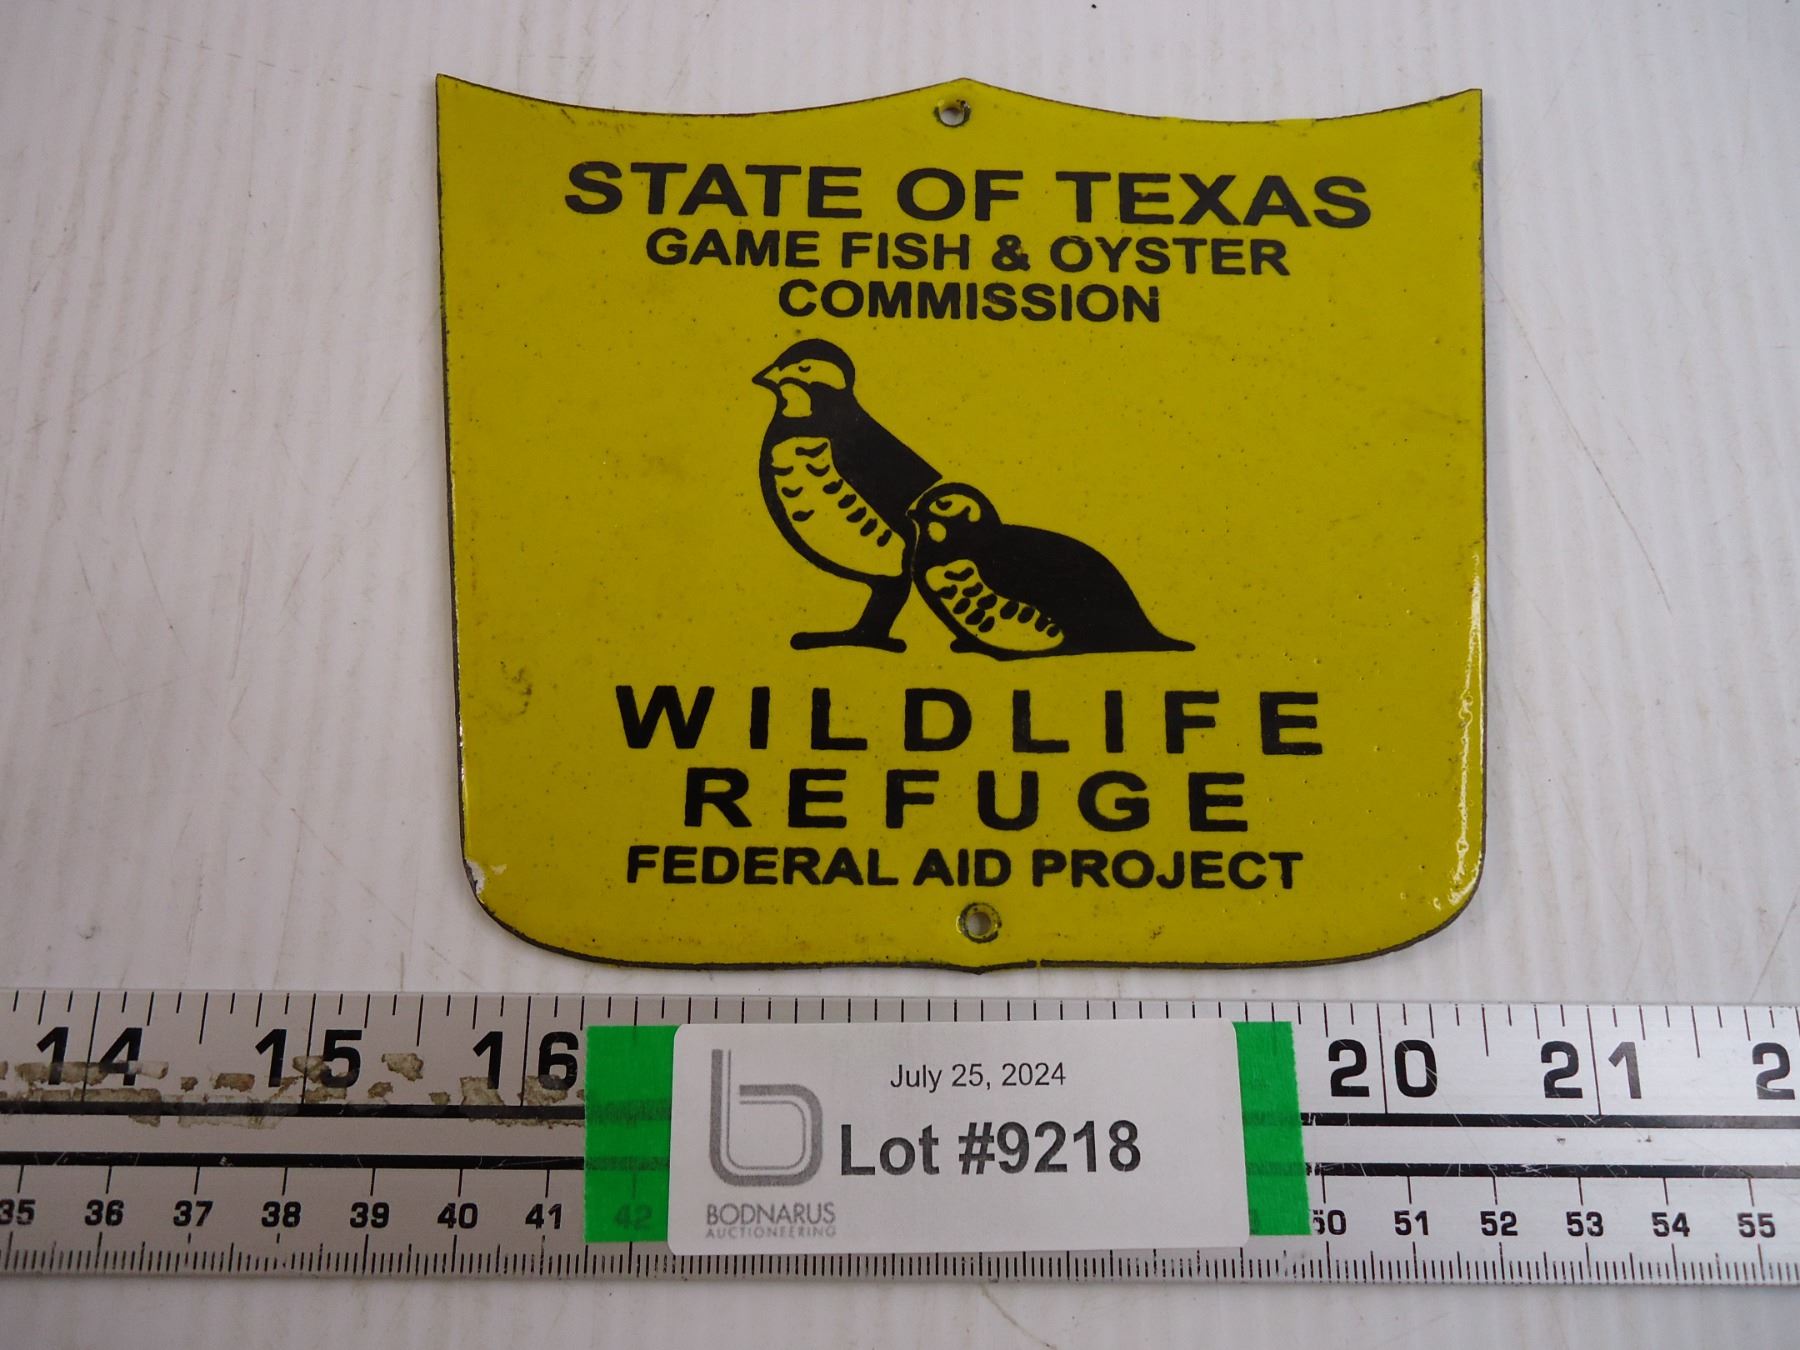 STATE OF TEXAS
GAME FISH & OYSTER
COMMISSION
WILDLIFE
REFUGE
FEDERAL AID PROJECT
14 15 16 20 21 2
July 25, 2024
Lot #9218
BODNARUS
AUCTIONEERING
35 36 37 38 39 40 41 42 50 51 52 53 54 55